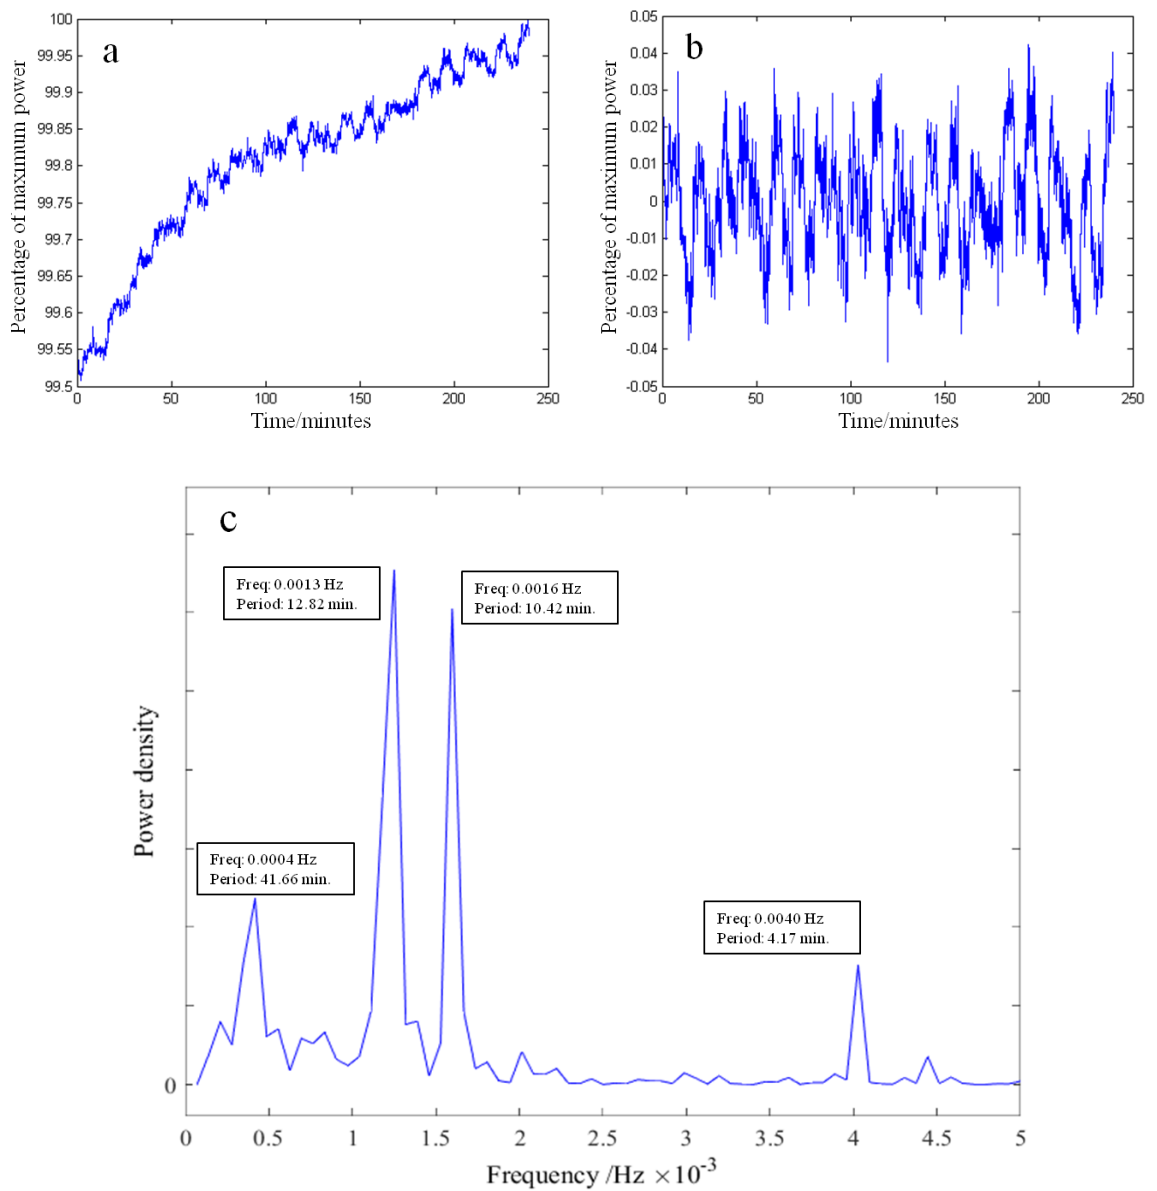 a
Percentage of maximum power
100
99.95
99.9
99.85
99.8
99.75
99.7
99.65
99.6
99.55
99.5
0 50 100 150 200 250
Time/minutes
b
Percentage of maximum power
0.05
0.04
0.03
0.02
0.01
0
-0.01
-0.02
-0.03
-0.04
-0.05
0 50 100 150 200 250
Time/minutes
c
Freq: 0.0013 Hz
Period: 12.82 min.
Freq: 0.0016 Hz
Period: 10.42 min.
Freq: 0.0004 Hz
Period: 41.66 min.
Freq: 0.0040 Hz
Period: 4.17 min.
Power density
0
0 0.5 1 1.5 2 2.5 3 3.5 4 4.5 5
Frequency /Hz ×10⁻³